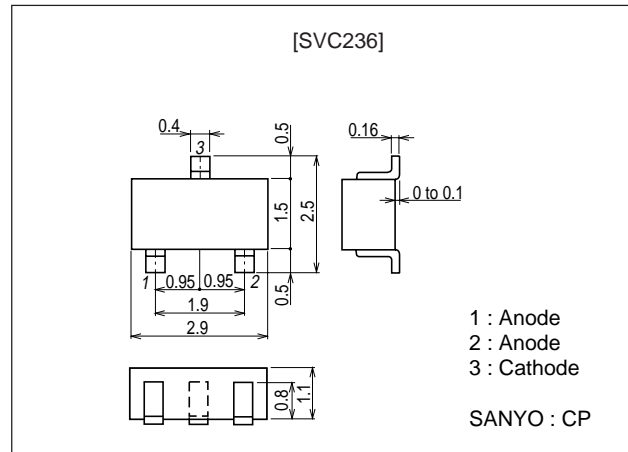 [SVC236]
0.4
3
0.5
1.5
2.5
0.5
1
0.95
0.95
2
1.9
2.9
0.16
0 to 0.1
0.8
1.1
1 : Anode
2 : Anode
3 : Cathode
SANYO : CP